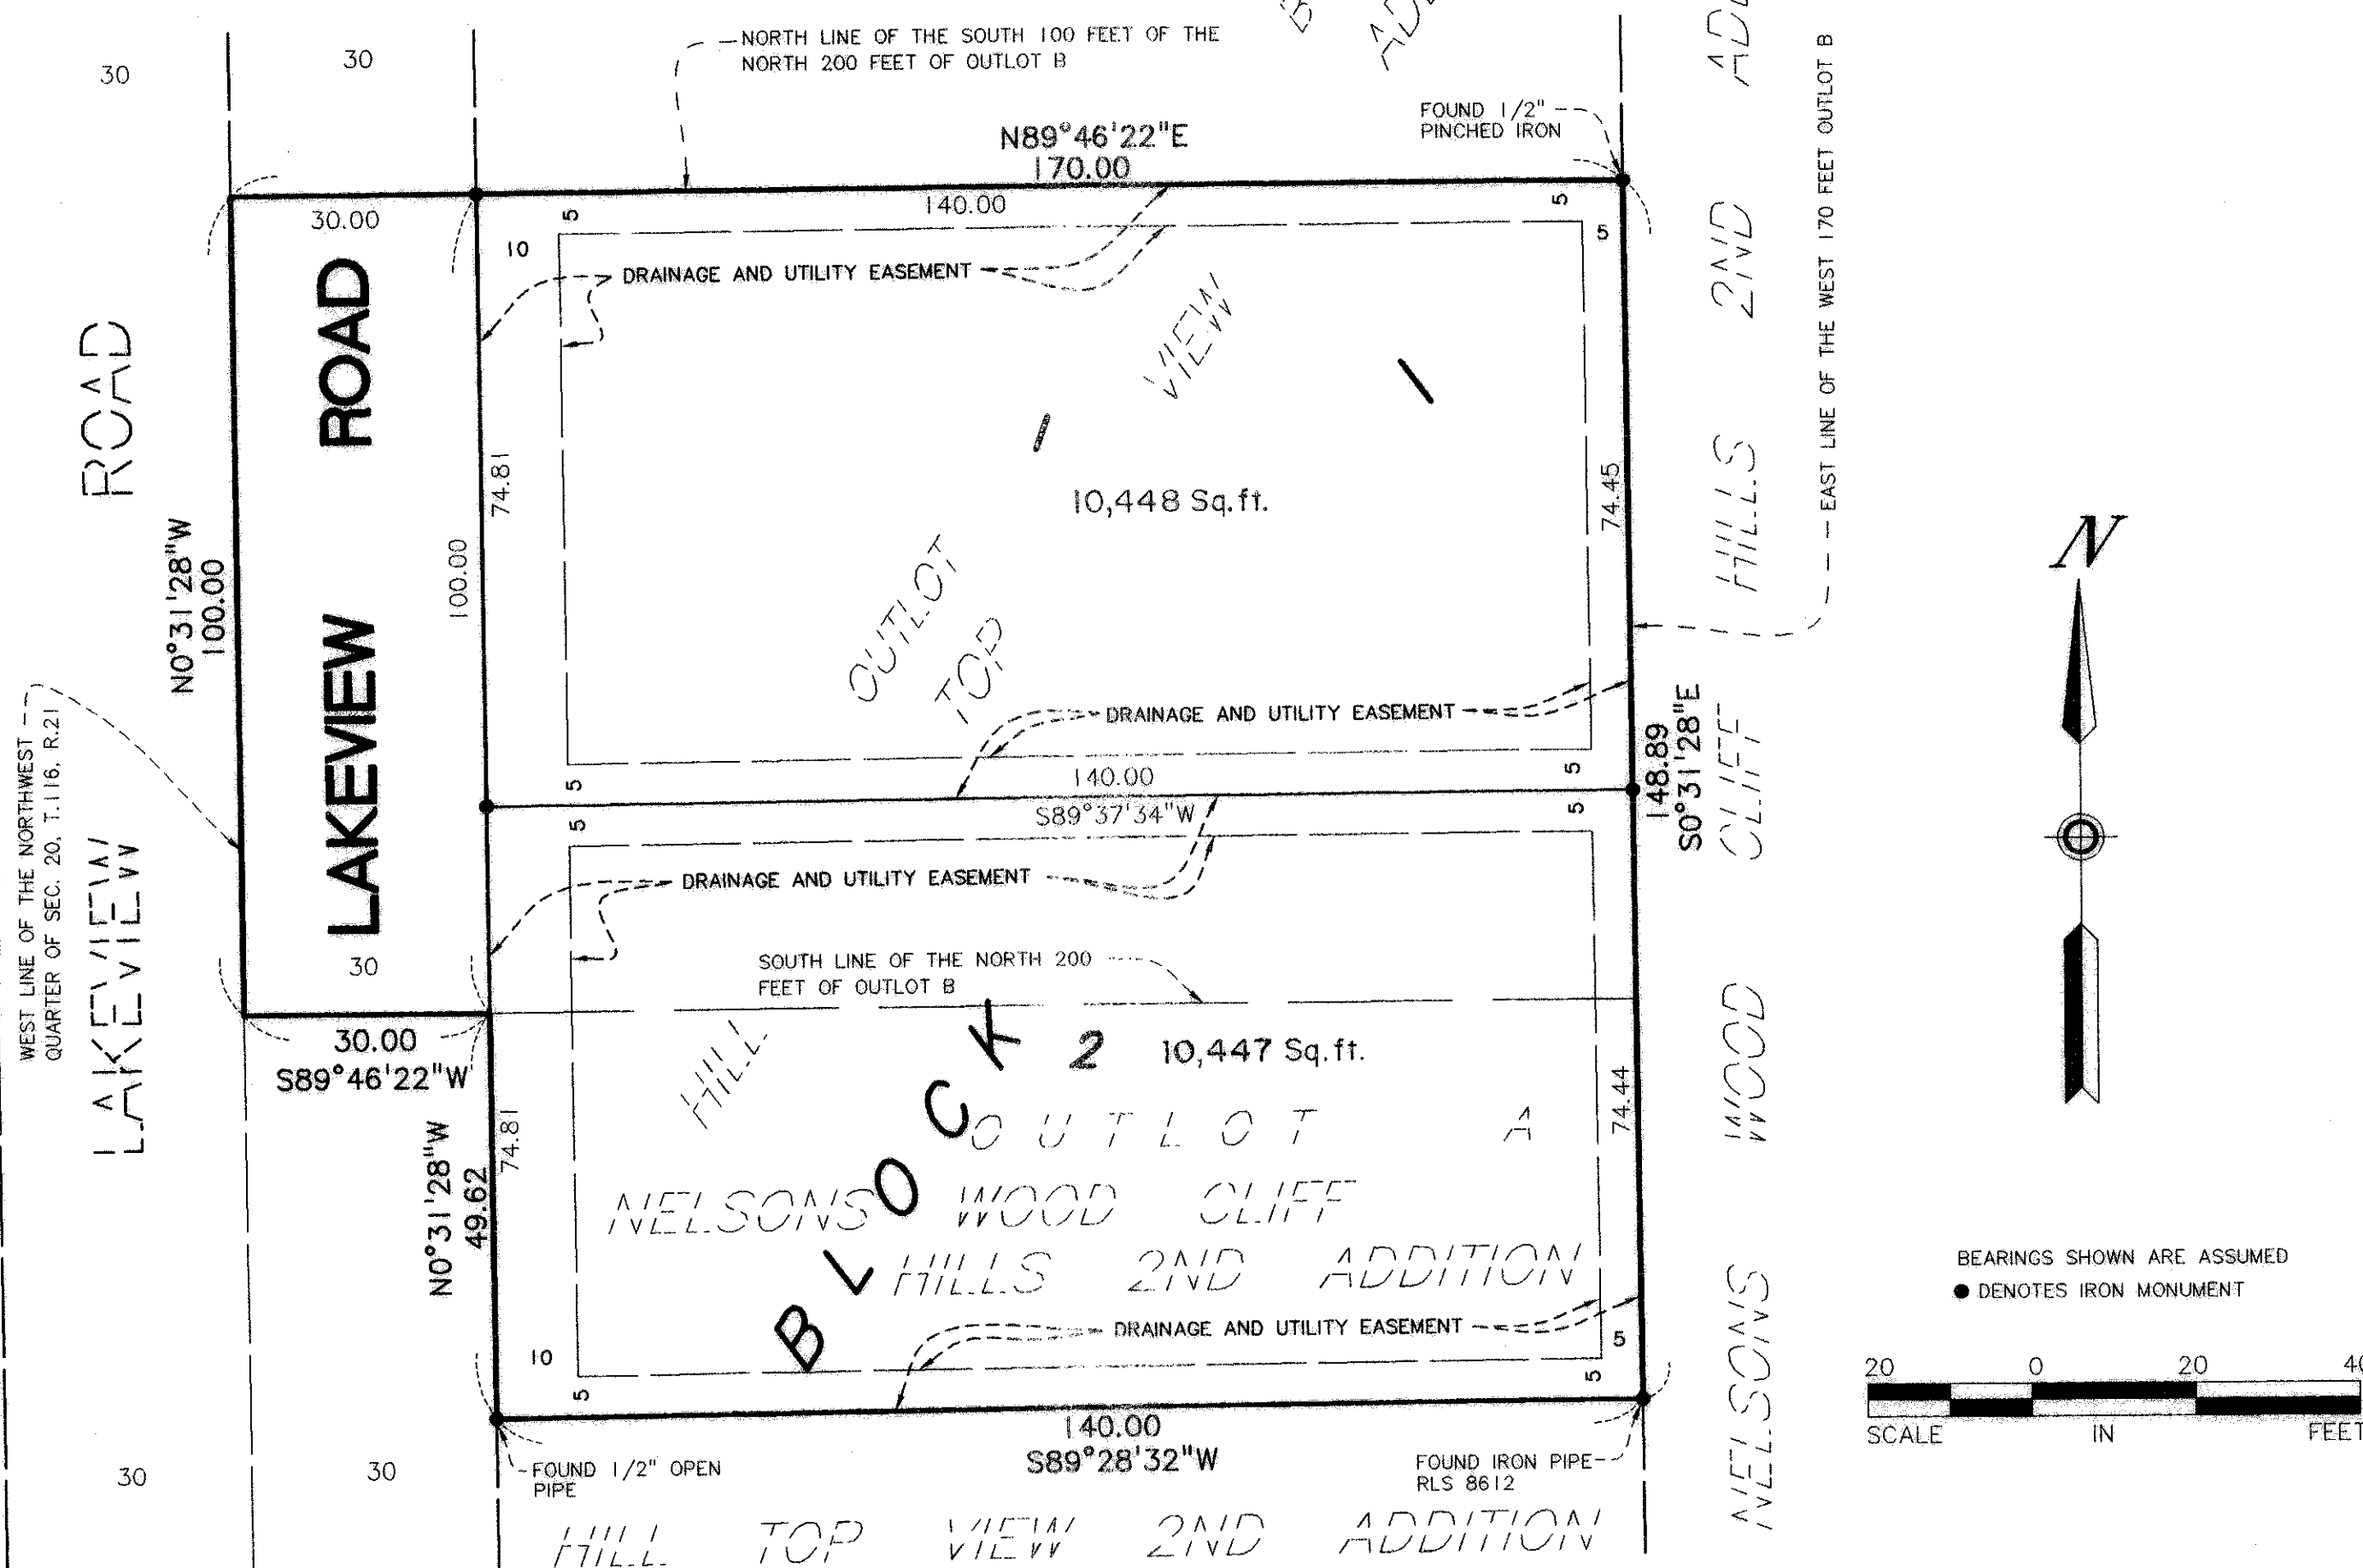 30
30
NORTH LINE OF THE SOUTH 100 FEET OF THE
NORTH 200 FEET OF OUTLOT B
B
FOUND 1/2"
PINCHED IRON
N89°46'22"E
170.00
30.00
5
140.00
5
10
5
DRAINAGE AND UTILITY EASEMENT
ROAD
LAKEVIEW ROAD
VIEW
1
74.81
10,448 Sq.ft.
74.45
N0°31'28"W
100.00
100.00
OUTLOT
TOP
EAST LINE OF THE WEST 170 FEET OUTLOT B
N
DRAINAGE AND UTILITY EASEMENT
148.89
S0°31'28"E
WEST LINE OF THE NORTHWEST
QUARTER OF SEC. 20, T.116, R.21
5
140.00
5
S89°37'34"W
5
5
LAKEVIEW
LAKEVIEW
DRAINAGE AND UTILITY EASEMENT
SOUTH LINE OF THE NORTH 200
FEET OF OUTLOT B
30
30.00
S89°46'22"W
HILL
BLOCK
2
10,447 Sq.ft.
OUTLOT A
74.81
74.44
N0°31'28"W
49.62
NELSONS WOOD CLIFF
HILLS 2ND ADDITION
DRAINAGE AND UTILITY EASEMENT
10
5
5
5
140.00
S89°28'32"W
FOUND 1/2" OPEN
PIPE
FOUND IRON PIPE
RLS 8612
30
30
HILL TOP VIEW 2ND ADDITION
NELSONS WOOD CLIFF HILLS 2ND
BEARINGS SHOWN ARE ASSUMED
● DENOTES IRON MONUMENT
20 0 20
SCALE IN FEET